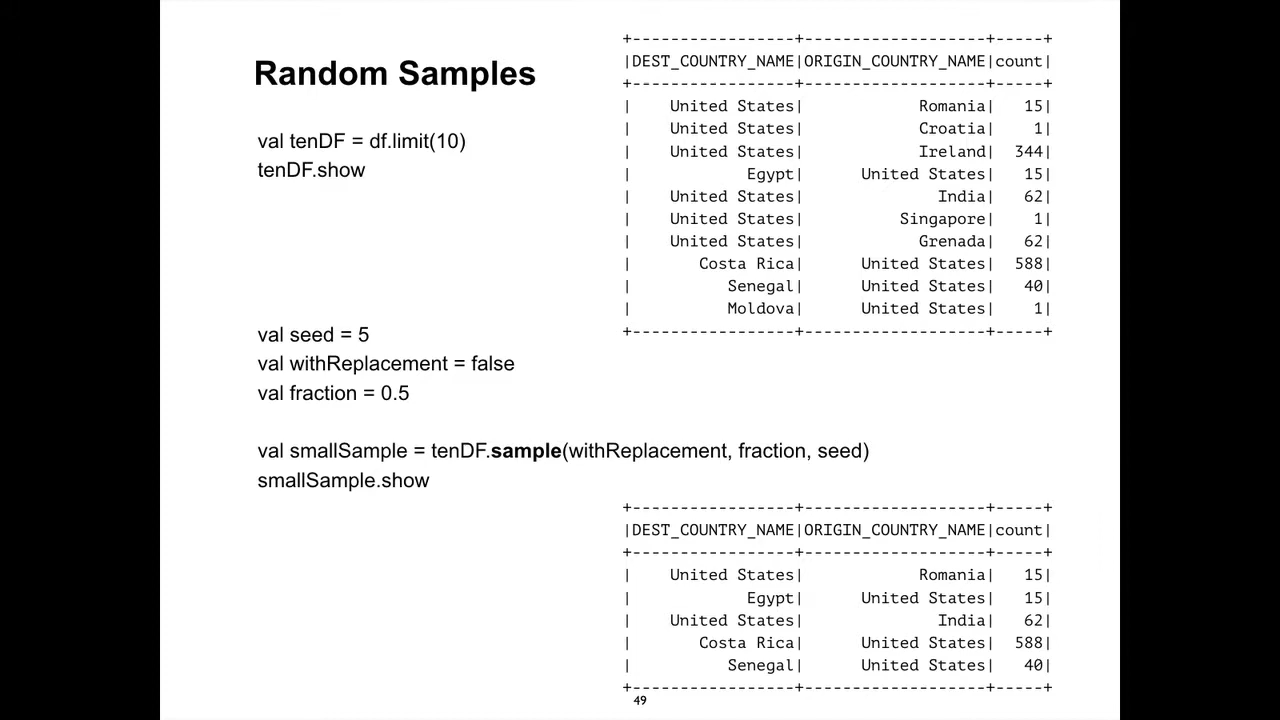 Random Samples
val tenDF = df.limit(10)
tenDF.show
+-----------------+-------------------+-----+
|DEST_COUNTRY_NAME|ORIGIN_COUNTRY_NAME|count|
+-----------------+-------------------+-----+
|    United States|            Romania|   15|
|    United States|            Croatia|    1|
|    United States|            Ireland|  344|
|            Egypt|      United States|   15|
|    United States|              India|   62|
|    United States|          Singapore|    1|
|    United States|            Grenada|   62|
|       Costa Rica|      United States|  588|
|          Senegal|      United States|   40|
|          Moldova|      United States|    1|
+-----------------+-------------------+-----+
val seed = 5
val withReplacement = false
val fraction = 0.5
val smallSample = tenDF.sample(withReplacement, fraction, seed)
smallSample.show
+-----------------+-------------------+-----+
|DEST_COUNTRY_NAME|ORIGIN_COUNTRY_NAME|count|
+-----------------+-------------------+-----+
|    United States|            Romania|   15|
|            Egypt|      United States|   15|
|    United States|              India|   62|
|       Costa Rica|      United States|  588|
|          Senegal|      United States|   40|
+-----------------+-------------------+-----+
49